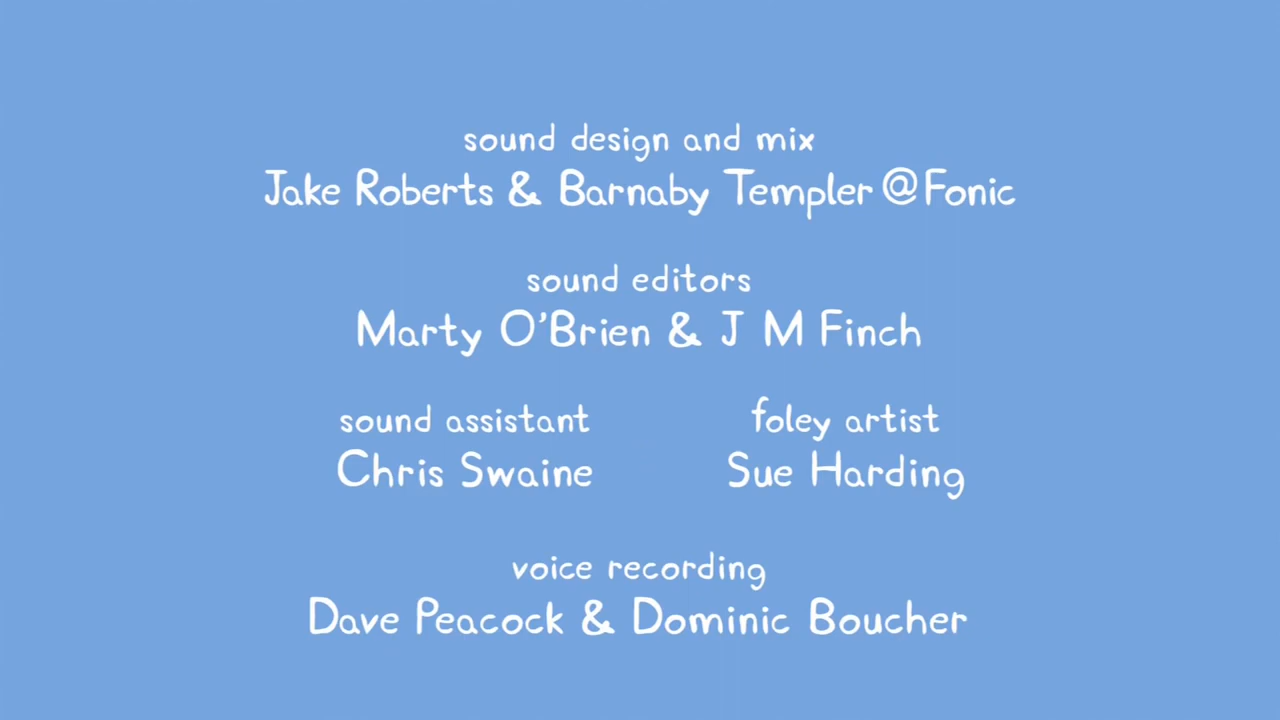 sound design and mix
Jake Roberts & Barnaby Templer @Fonic
sound editors
Marty O'Brien & J M Finch
sound assistant
Chris Swaine
foley artist
Sue Harding
voice recording
Dave Peacock & Dominic Boucher